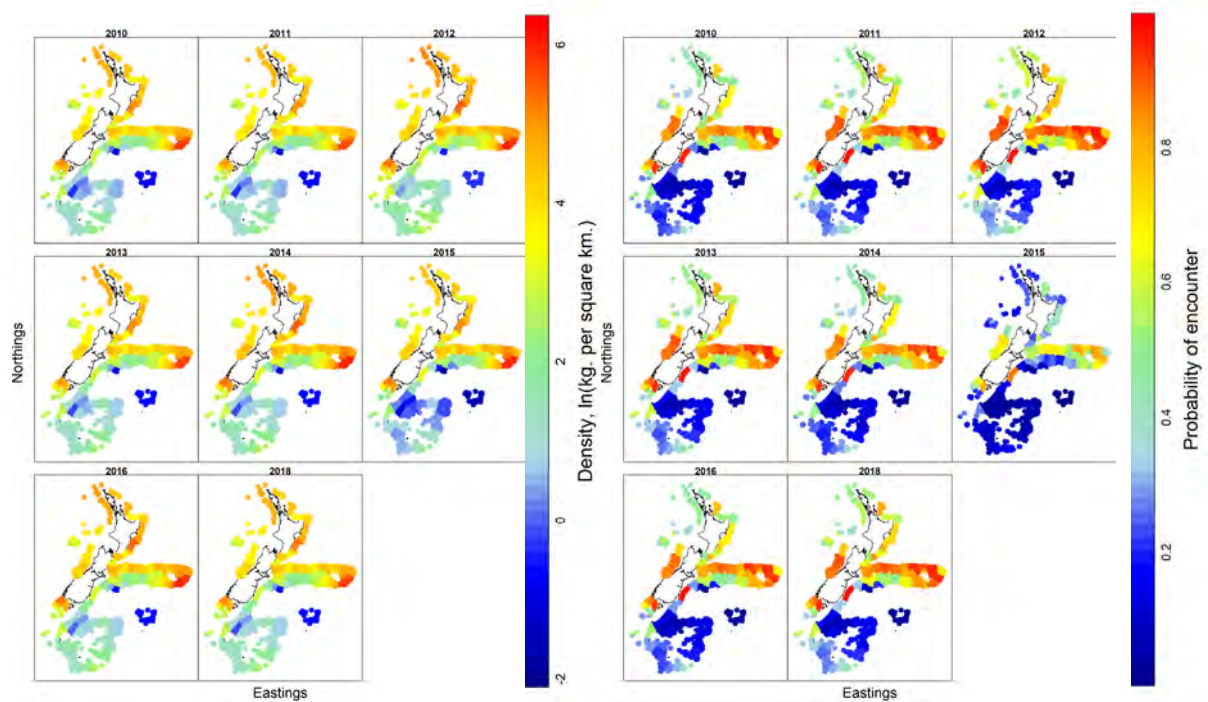 2010 2011 2012
2013 2014 2015
2016 2018
Northings
Eastings
6
4
2
0
-2
Density, ln(kg. per square km.)
2010 2011 2012
2013 2014 2015
2016 2018
Northings
Eastings
0.8
0.6
0.4
0.2
Probability of encounter